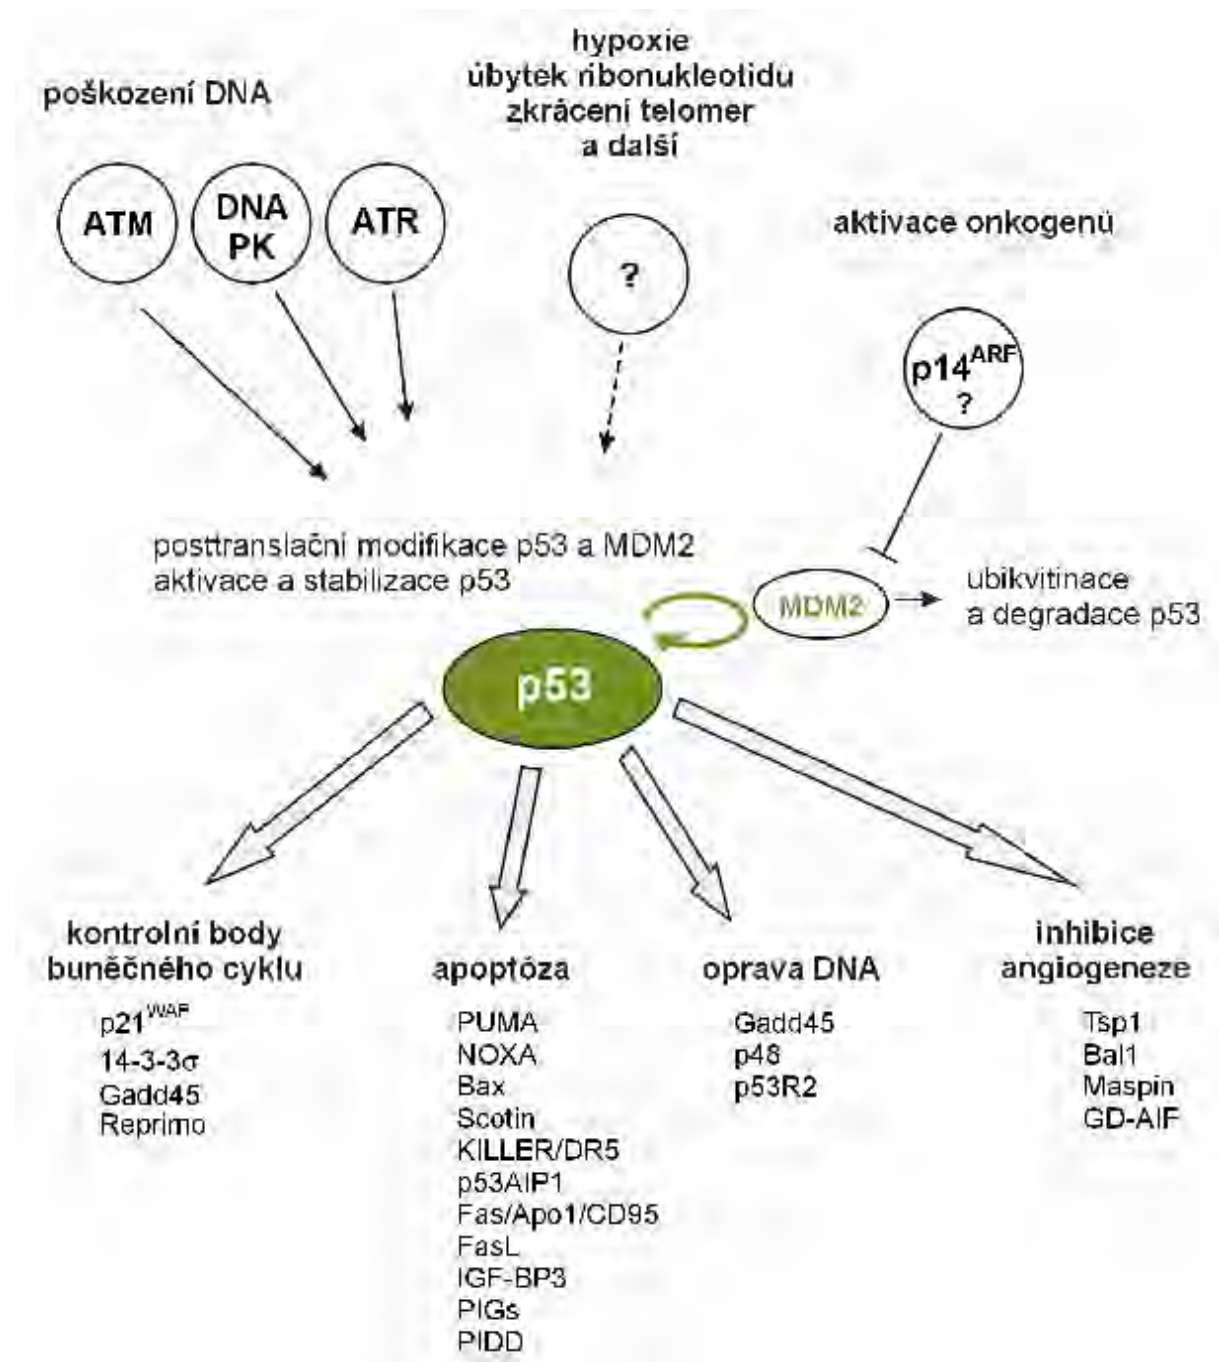 poškození DNA
hypoxie
úbytek ribonukleotidu
zkrácení telomer
a další
ATM
DNA
PK
ATR
?
aktivace onkogenů
p14ARF
?
posttranslační modifikace p53 a MDM2
aktivace a stabilizace p53
MDM2
ubikvitinace
a degradace p53
p53
kontrolní body
buněčného cyklu
p21WAF
14-3-3σ
Gadd45
Reprimo
apoptóza
PUMA
NOXA
Bax
Scotin
KILLER/DR5
p53AIP1
Fas/Apo1/CD95
FasL
IGF-BP3
PIGs
PIDD
oprava DNA
Gadd45
p48
p53R2
inhibice
angiogeneze
Tsp1
Bal1
Maspin
GD-AIF